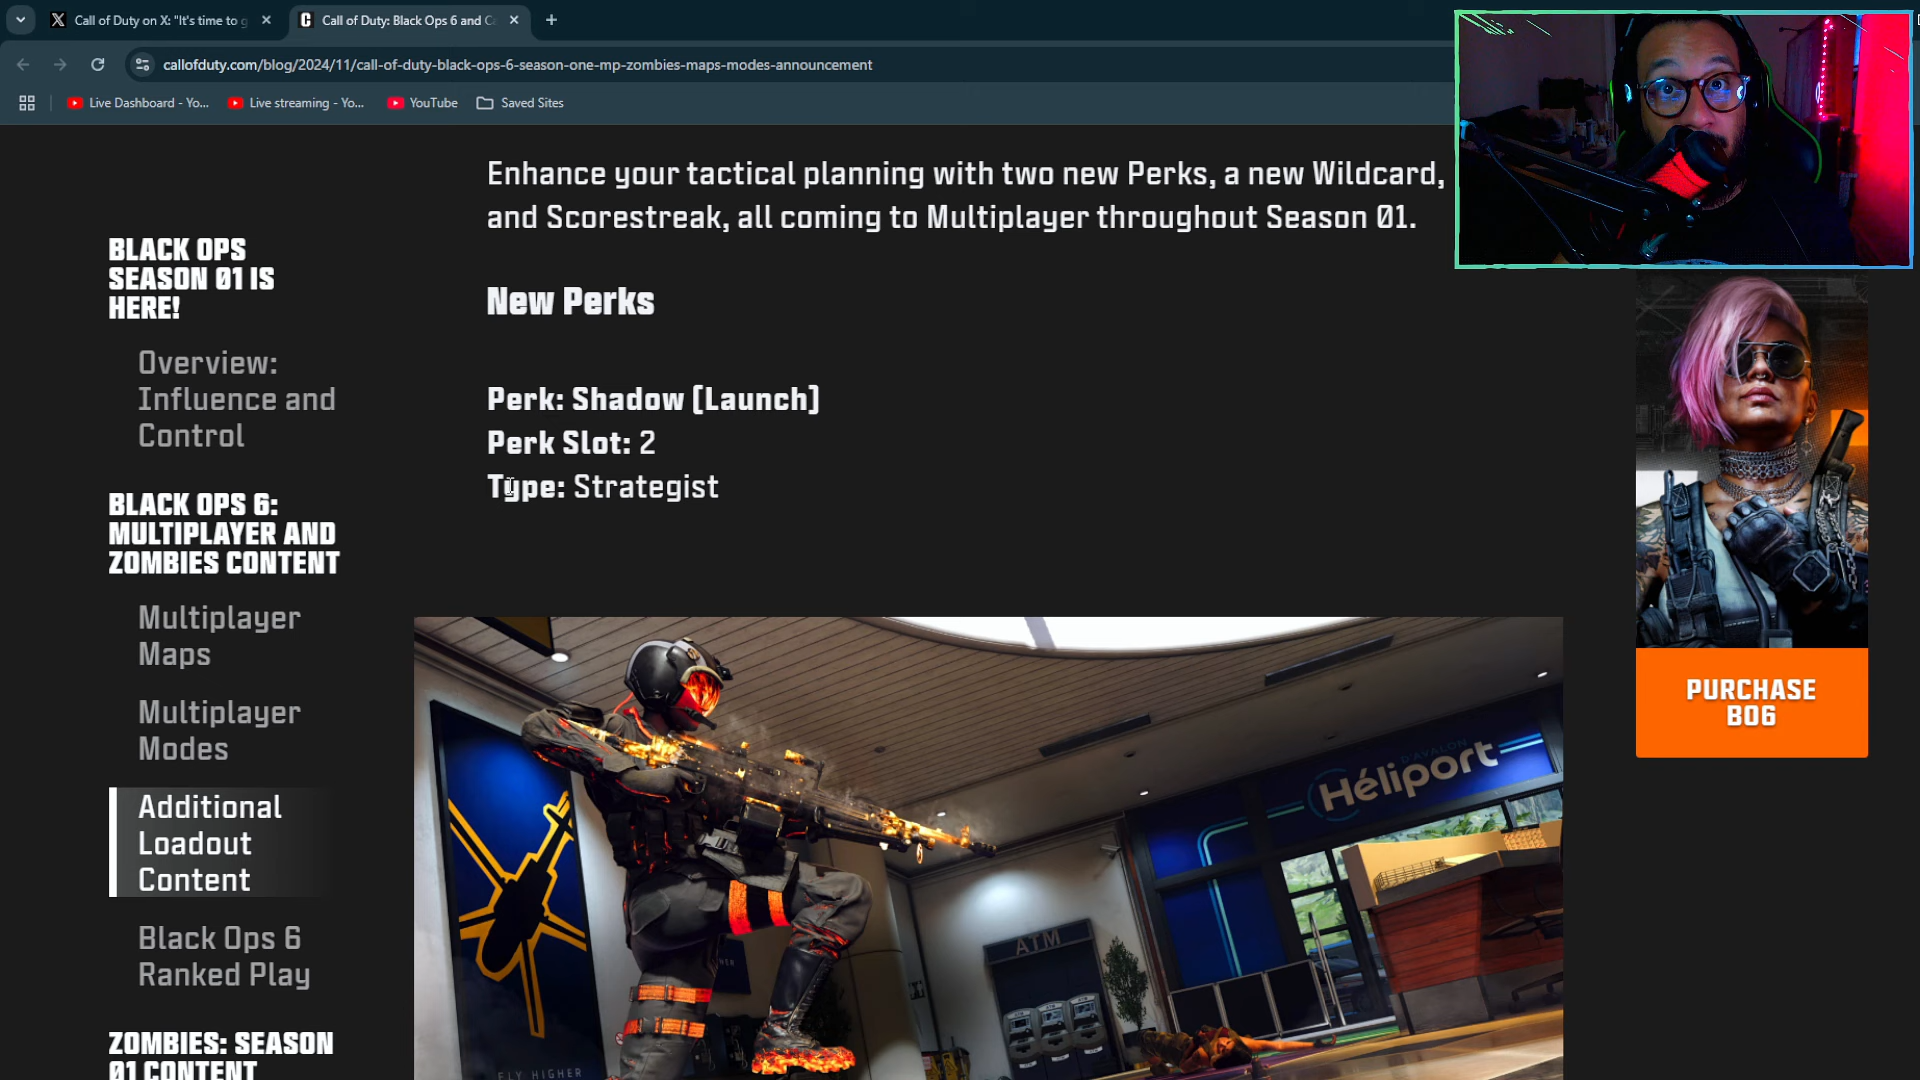 Call of Duty on X: "It's time to g
Call of Duty: Black Ops 6 and C
callofduty.com/blog/2024/11/call-of-duty-black-ops-6-season-one-mp-zombies-maps-modes-announcement
Live Dashboard - Yo...
Live streaming - Yo...
YouTube
Saved Sites
Enhance your tactical planning with two new Perks, a new Wildcard,
and Scorestreak, all coming to Multiplayer throughout Season 01.
New Perks
Perk: Shadow (Launch)
Perk Slot: 2
Type: Strategist
BLACK OPS
SEASON 01 IS
HERE!
Overview:
Influence and
Control
BLACK OPS 6:
MULTIPLAYER AND
ZOMBIES CONTENT
Multiplayer
Maps
Multiplayer
Modes
Additional
Loadout
Content
Black Ops 6
Ranked Play
ZOMBIES: SEASON
01 CONTENT
D'AVALON
Héliport
ATM
FLY HIGHER
PURCHASE
BO6